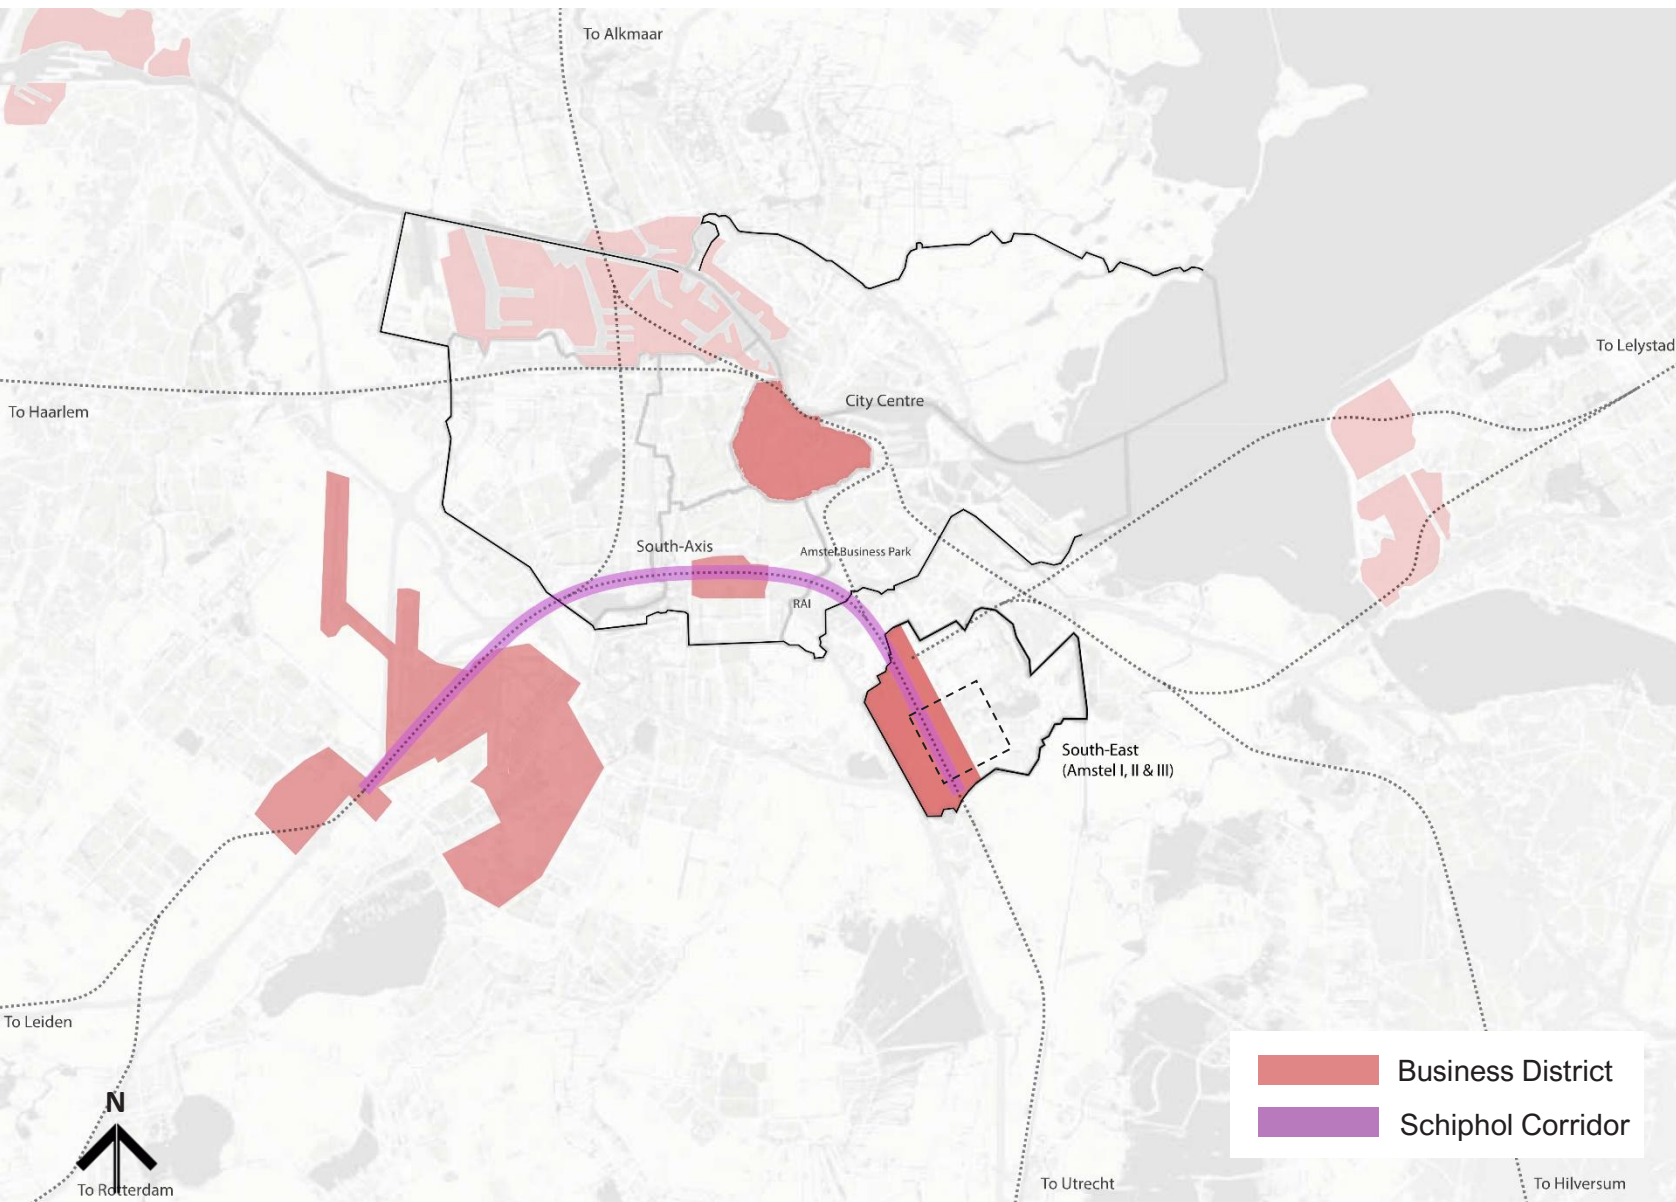 To Alkmaar
To Lelystad
City Centre
To Haarlem
South-Axis
Amstel Business Park
RAI
South-East
(Amstel I, II & III)
To Leiden
Business District
Schiphol Corridor
N
To Rotterdam
To Utrecht
To Hilversum